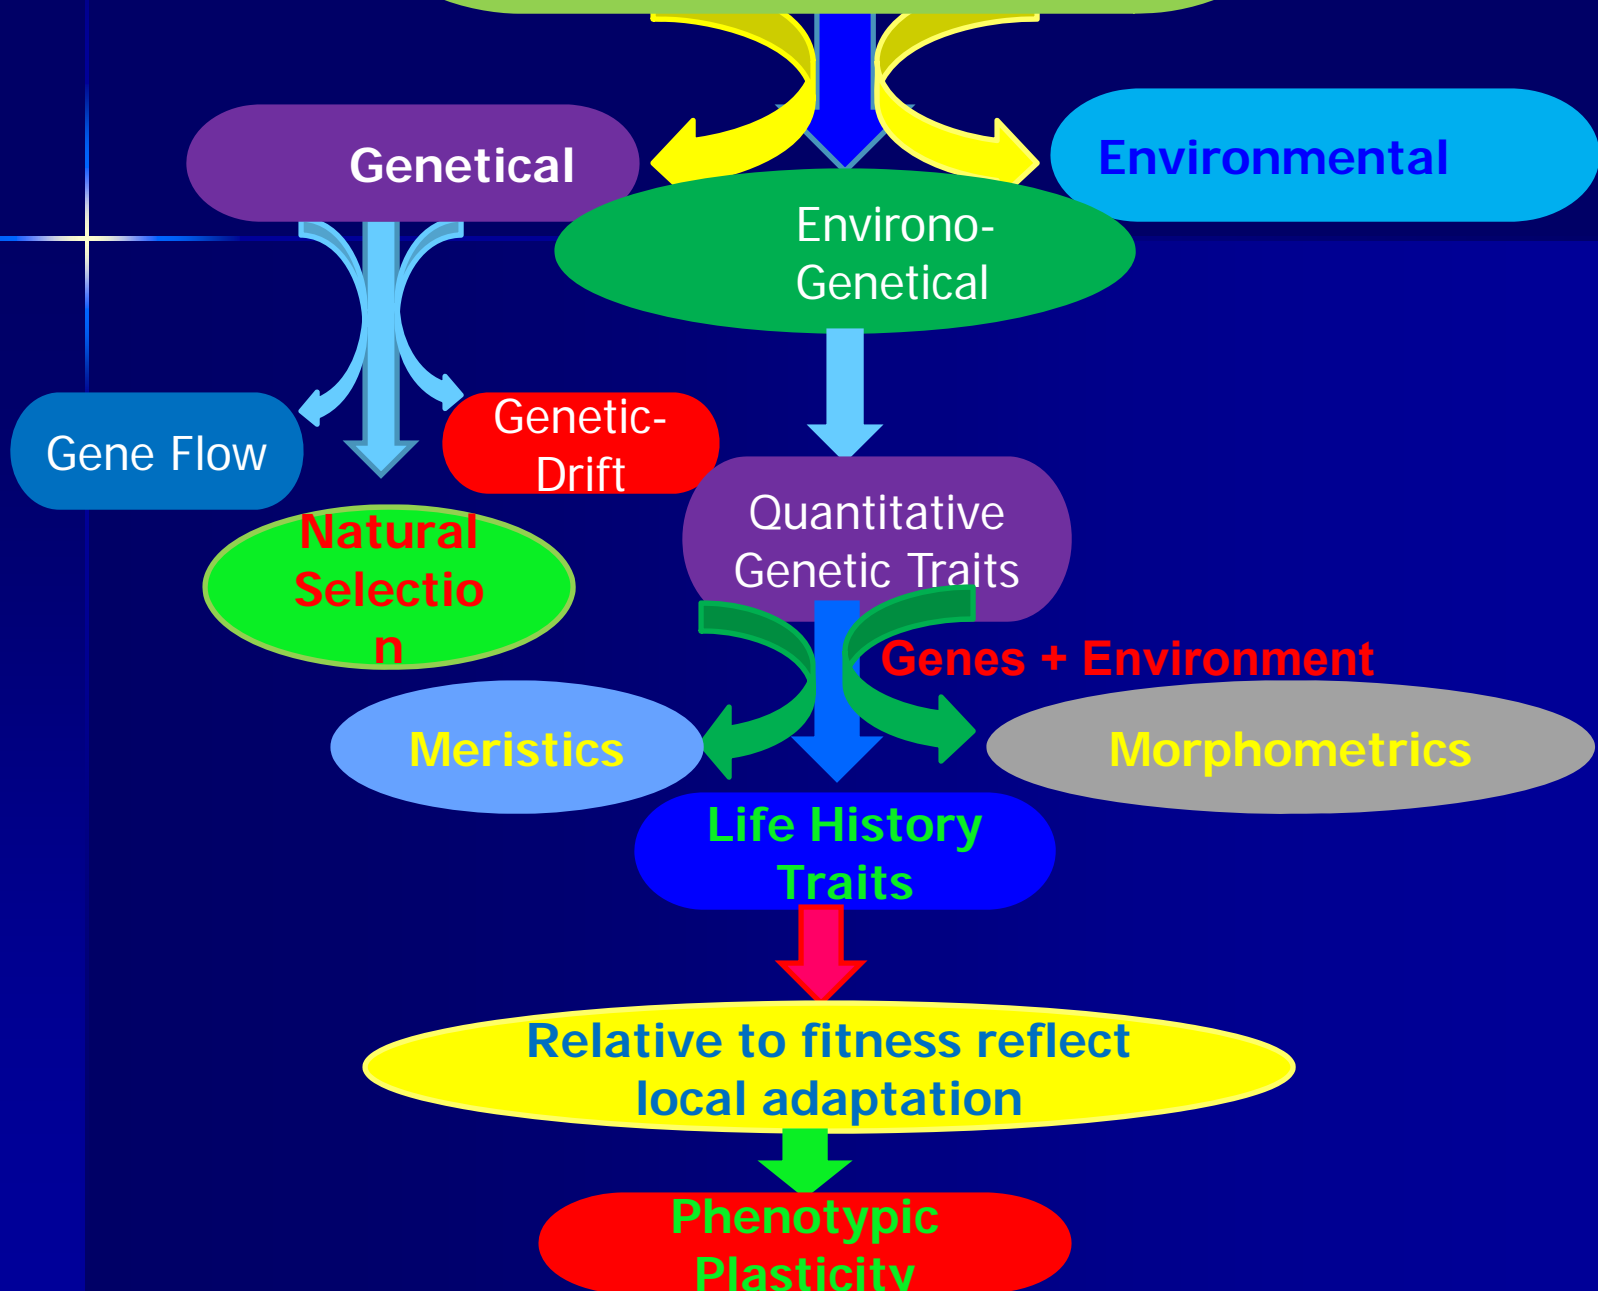 Genetical
Environmental
Environo-
Genetical
Gene Flow
Genetic-
Drift
Natural
Selectio
n
Quantitative
Genetic Traits
Genes + Environment
Meristics
Morphometrics
Life History
Traits
Relative to fitness reflect
local adaptation
Phenotypic
Plasticity